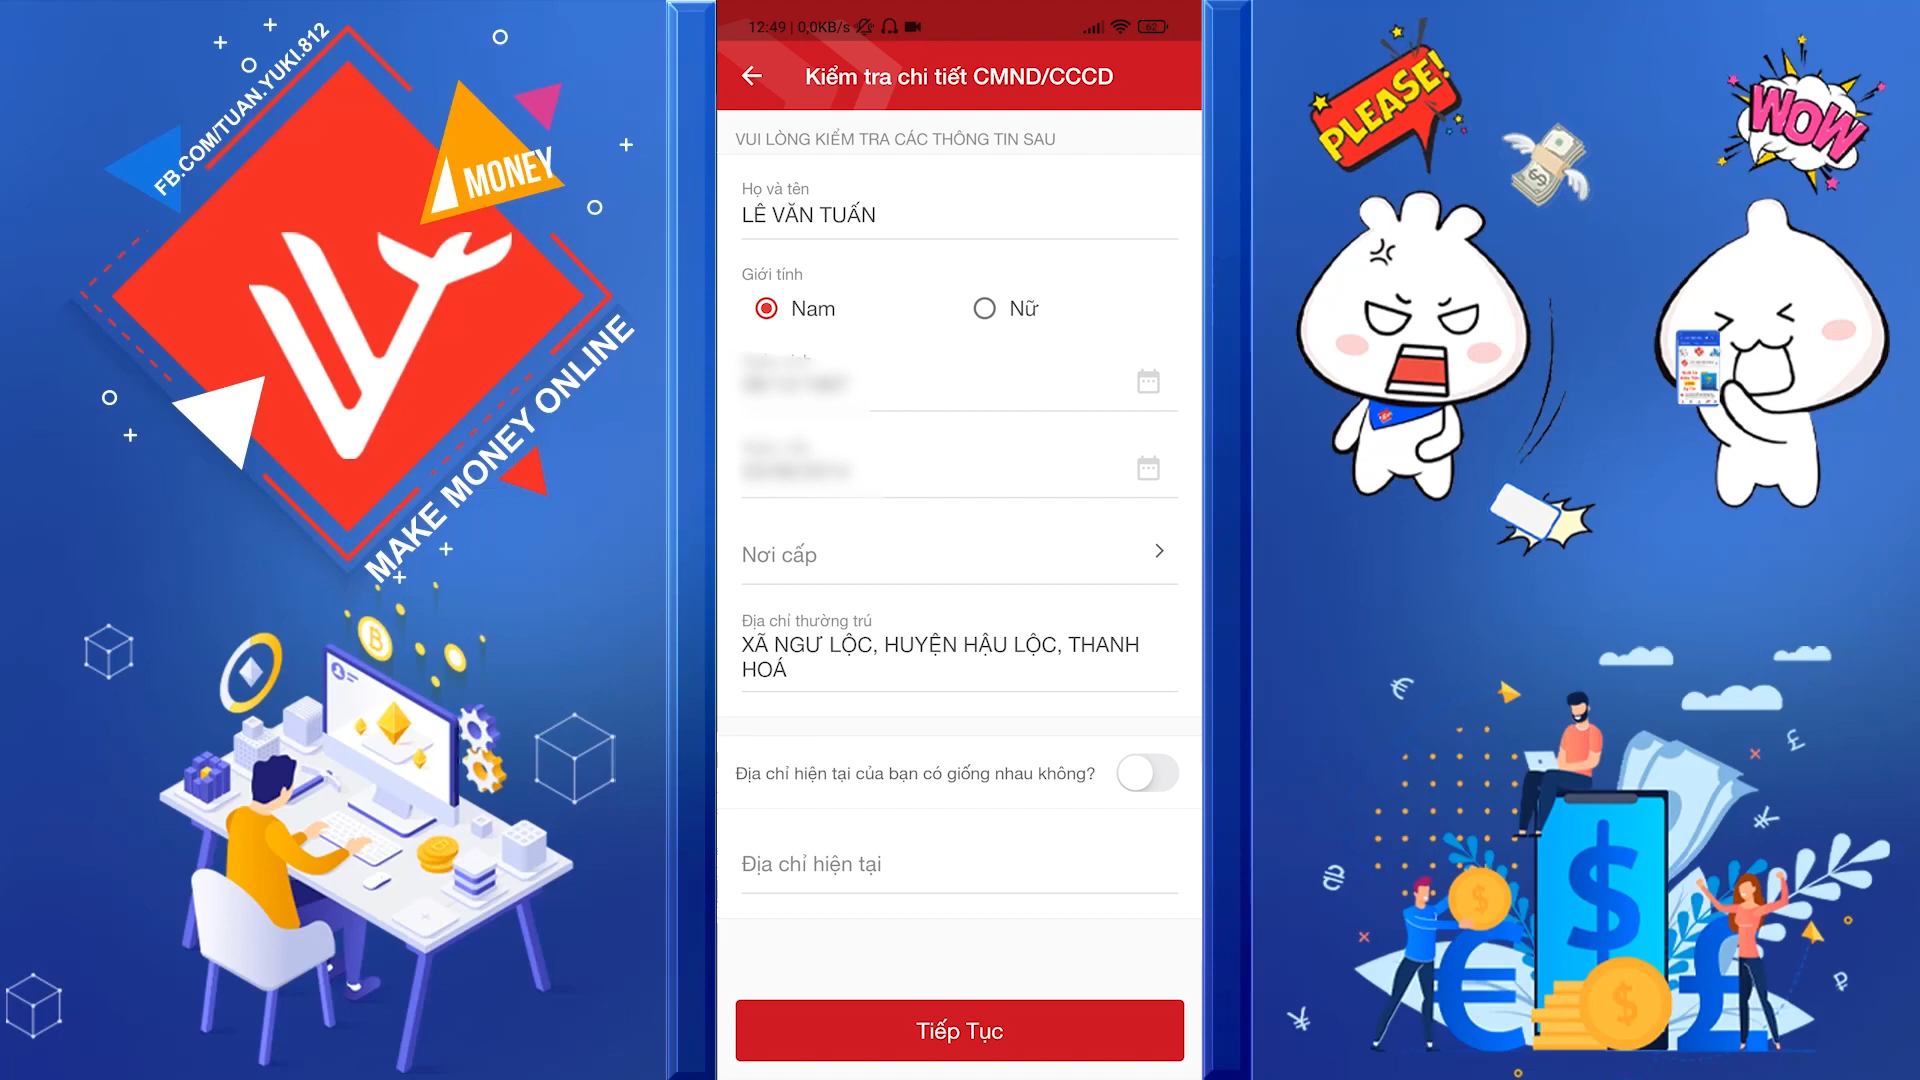 FB.COM/TUAN.YUKI.812
MONEY
MAKE MONEY ONLINE
12:49 | 0,0KB/s
62
Kiểm tra chi tiết CMND/CCCD
VUI LÒNG KIỂM TRA CÁC THÔNG TIN SAU
Họ và tên
LÊ VĂN TUẤN
Giới tính
Nam
Nữ
Nơi cấp
Địa chỉ thường trú
XÃ NGƯ LỘC, HUYỆN HẬU LỘC, THANH
HOÁ
Địa chỉ hiện tại của bạn có giống nhau không?
Địa chỉ hiện tại
Tiếp Tục
PLEASE!
WOW